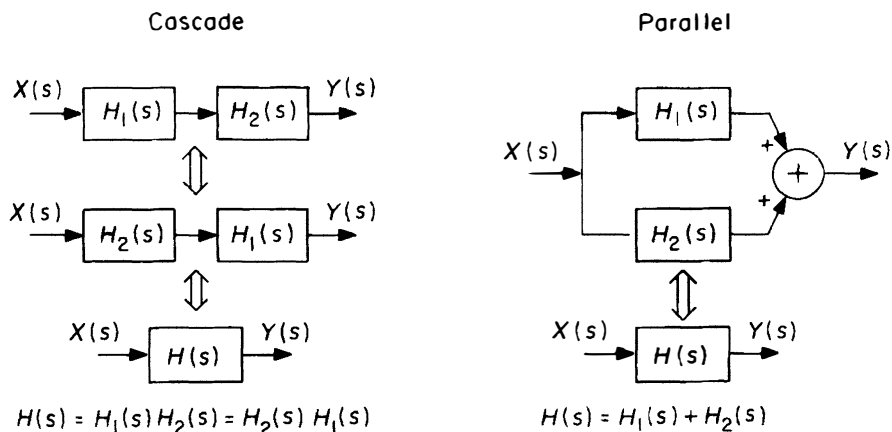 Cascade
X(s) H₁(s) H₂(s) Y(s)
X(s) H₂(s) H₁(s) Y(s)
X(s) H(s) Y(s)
H(s) = H₁(s) H₂(s) = H₂(s) H₁(s)
Parallel
H₁(s)
X(s) + + + Y(s)
H₂(s)
X(s) H(s) Y(s)
H(s) = H₁(s) + H₂(s)